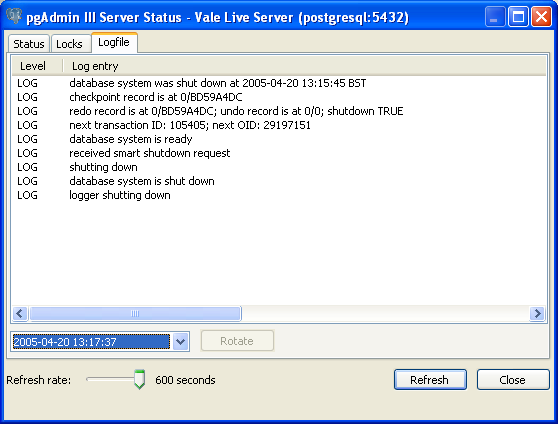 pgAdmin III Server Status - Vale Live Server (postgresql:5432)
Status Locks Logfile
Level Log entry
LOG database system was shut down at 2005-04-20 13:15:45 BST
LOG checkpoint record is at 0/BD59A4DC
LOG redo record is at 0/BD59A4DC; undo record is at 0/0; shutdown TRUE
LOG next transaction ID: 105405; next OID: 29197151
LOG database system is ready
LOG received smart shutdown request
LOG shutting down
LOG database system is shut down
LOG logger shutting down
2005-04-20 13:17:37 Rotate
Refresh rate: 600 seconds Refresh Close